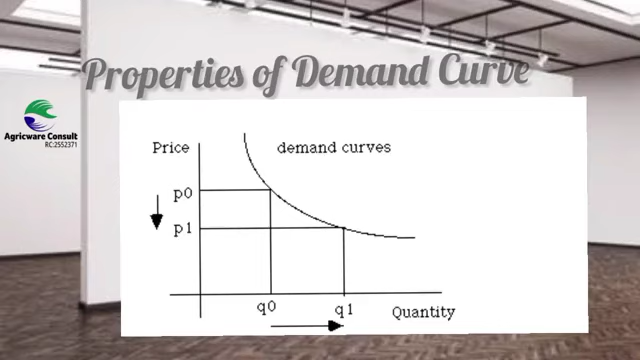 Properties of Demand Curve
Agricware Consult
RC:2552371
Price
demand curves
p0
p1
q0
q1
Quantity